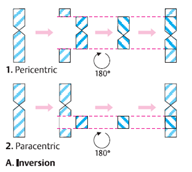 1. Pericentric
180°
2. Paracentric
180°
A. Inversion